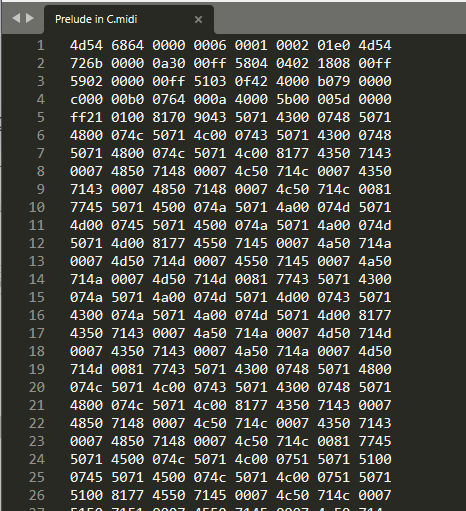 Prelude in C.midi
1 4d54 6864 0000 0006 0001 0002 01e0 4d54
2 726b 0000 0a30 00ff 5804 0402 1808 00ff
3 5902 0000 00ff 5103 0f42 4000 b079 0000
4 c000 00b0 0764 000a 4000 5b00 005d 0000
5 ff21 0100 8170 9043 5071 4300 0748 5071
6 4800 074c 5071 4c00 0743 5071 4300 0748
7 5071 4800 074c 5071 4c00 8177 4350 7143
8 0007 4850 7148 0007 4c50 714c 0007 4350
9 7143 0007 4850 7148 0007 4c50 714c 0081
10 7745 5071 4500 074a 5071 4a00 074d 5071
11 4d00 0745 5071 4500 074a 5071 4a00 074d
12 5071 4d00 8177 4550 7145 0007 4a50 714a
13 0007 4d50 714d 0007 4550 7145 0007 4a50
14 714a 0007 4d50 714d 0081 7743 5071 4300
15 074a 5071 4a00 074d 5071 4d00 0743 5071
16 4300 074a 5071 4a00 074d 5071 4d00 8177
17 4350 7143 0007 4a50 714a 0007 4d50 714d
18 0007 4350 7143 0007 4a50 714a 0007 4d50
19 714d 0081 7743 5071 4300 0748 5071 4800
20 074c 5071 4c00 0743 5071 4300 0748 5071
21 4800 074c 5071 4c00 8177 4350 7143 0007
22 4850 7148 0007 4c50 714c 0007 4350 7143
23 0007 4850 7148 0007 4c50 714c 0081 7745
24 5071 4500 074c 5071 4c00 0751 5071 5100
25 0745 5071 4500 074c 5071 4c00 0751 5071
26 5100 8177 4550 7145 0007 4c50 714c 0007